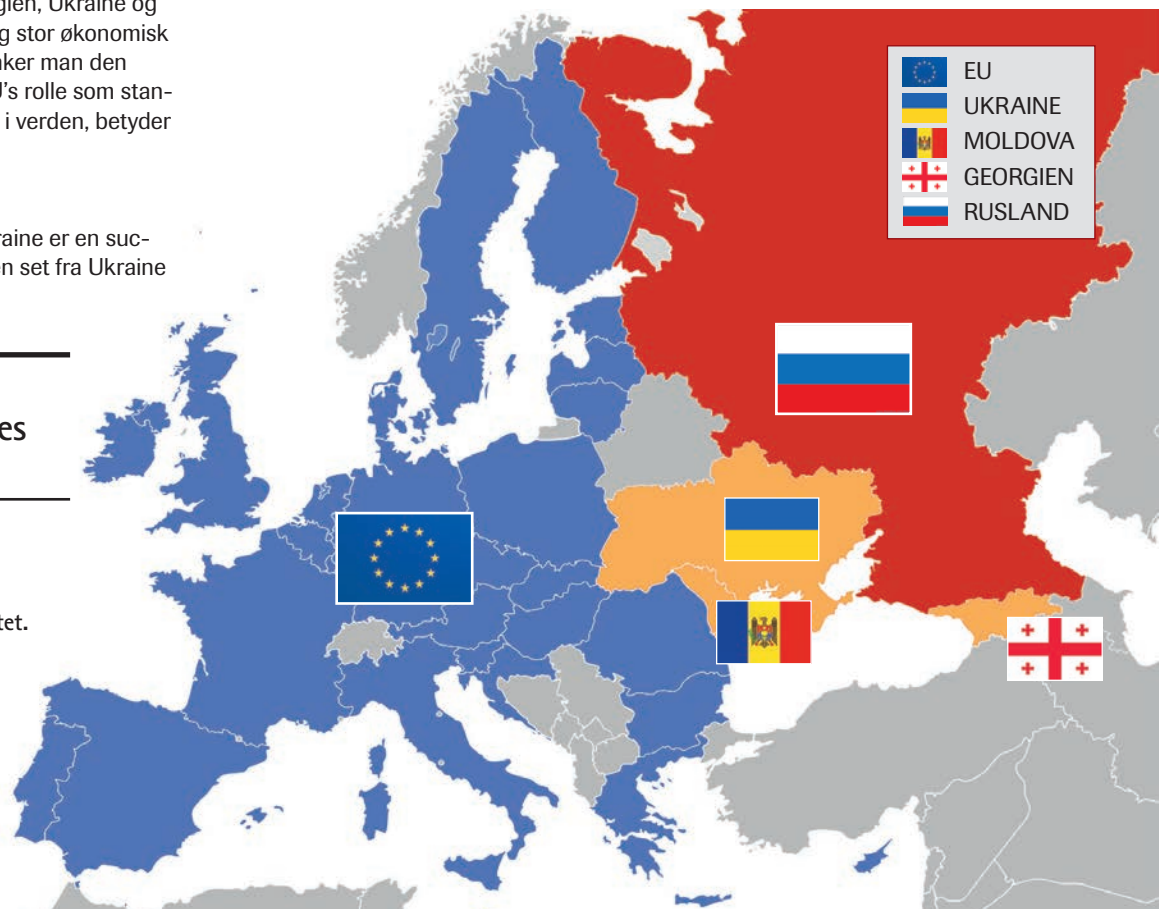 gien, Ukraine og
g stor økonomisk
ker man den
U's rolle som stan-
i verden, betyder
raine er en suc-
en set fra Ukraine
es
tet.
EU
UKRAINE
MOLDOVA
GEORGIEN
RUSLAND